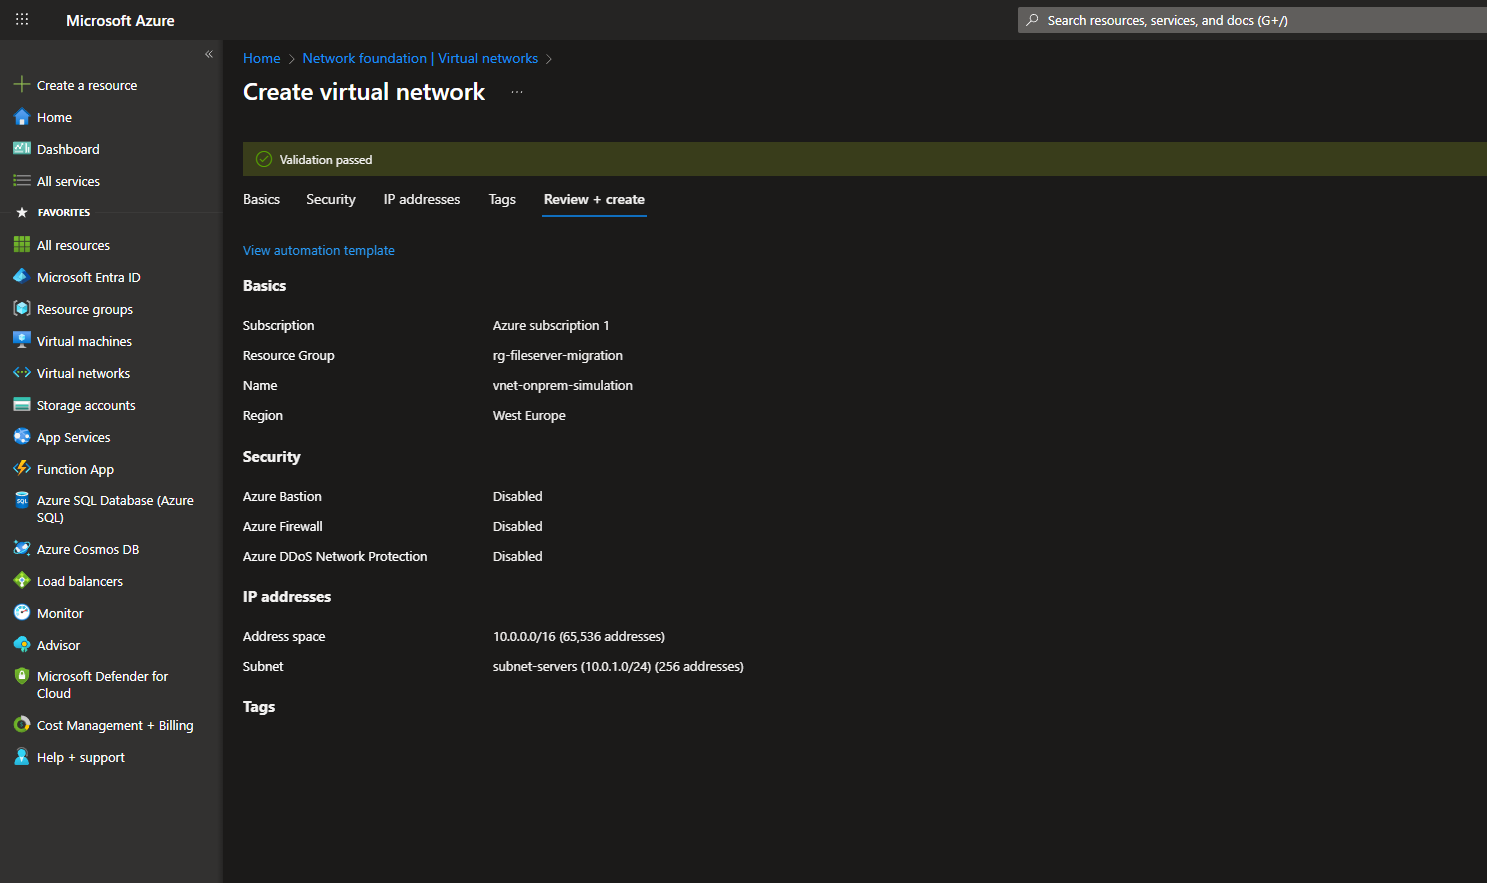 Microsoft Azure
Search resources, services, and docs (G+/)
Create a resource
Home
Dashboard
All services
FAVORITES
All resources
Microsoft Entra ID
Resource groups
Virtual machines
Virtual networks
Storage accounts
App Services
Function App
Azure SQL Database (Azure
SQL)
Azure Cosmos DB
Load balancers
Monitor
Advisor
Microsoft Defender for
Cloud
Cost Management + Billing
Help + support
Home > Network foundation | Virtual networks >
Create virtual network ...
Validation passed
Basics Security IP addresses Tags Review + create
View automation template
Basics
Subscription Azure subscription 1
Resource Group rg-fileserver-migration
Name vnet-onprem-simulation
Region West Europe
Security
Azure Bastion Disabled
Azure Firewall Disabled
Azure DDoS Network Protection Disabled
IP addresses
Address space 10.0.0.0/16 (65,536 addresses)
Subnet subnet-servers (10.0.1.0/24) (256 addresses)
Tags